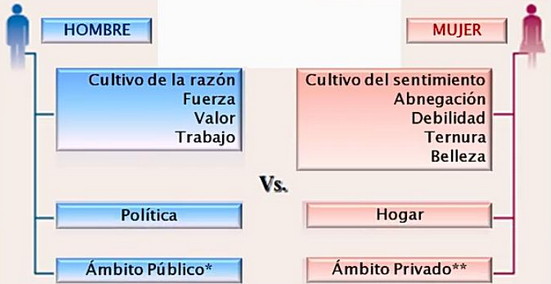 HOMBRE
Cultivo de la razón
Fuerza
Valor
Trabajo
Política
Ámbito Público*
Vs.
MUJER
Cultivo del sentimiento
Abnegación
Debilidad
Ternura
Belleza
Hogar
Ámbito Privado**